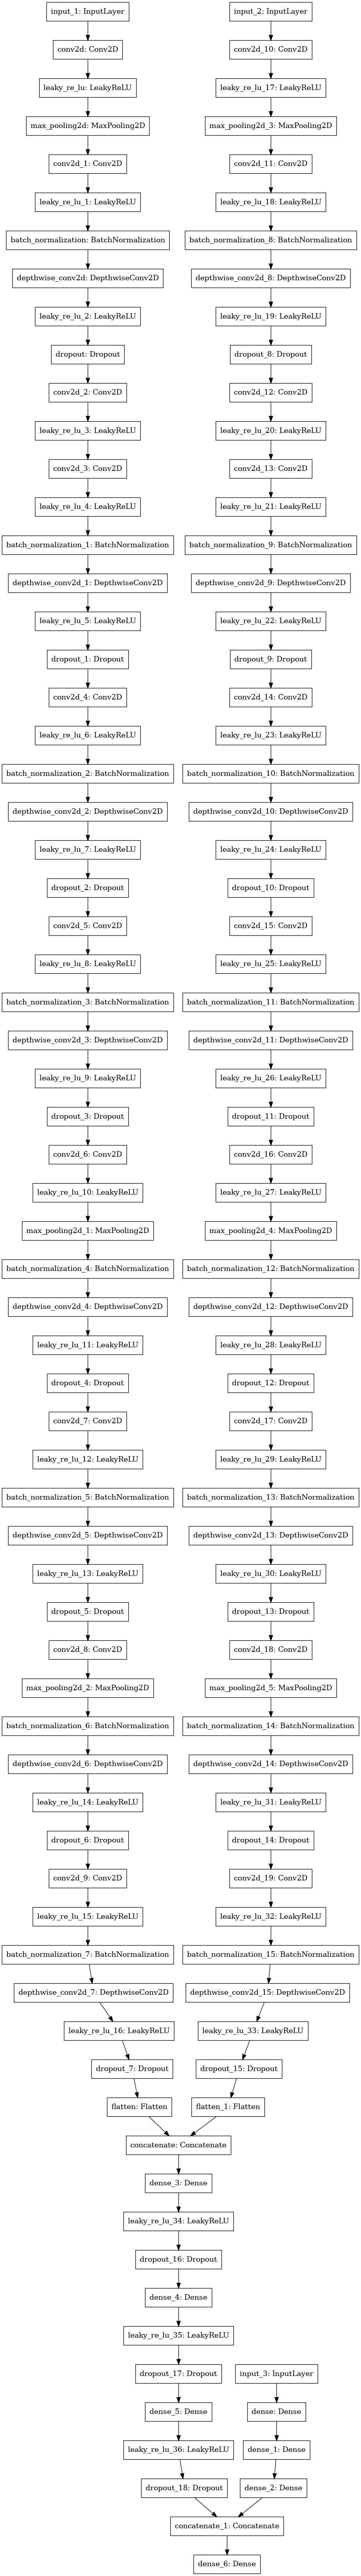 input_1: InputLayer
input_2: InputLayer
conv2d: Conv2D
conv2d_10: Conv2D
leaky_re_lu: LeakyReLU
leaky_re_lu_17: LeakyReLU
max_pooling2d: MaxPooling2D
max_pooling2d_3: MaxPooling2D
conv2d_1: Conv2D
conv2d_11: Conv2D
leaky_re_lu_1: LeakyReLU
leaky_re_lu_18: LeakyReLU
batch_normalization: BatchNormalization
batch_normalization_8: BatchNormalization
depthwise_conv2d: DepthwiseConv2D
depthwise_conv2d_8: DepthwiseConv2D
leaky_re_lu_2: LeakyReLU
leaky_re_lu_19: LeakyReLU
dropout: Dropout
dropout_8: Dropout
conv2d_2: Conv2D
conv2d_12: Conv2D
leaky_re_lu_3: LeakyReLU
leaky_re_lu_20: LeakyReLU
conv2d_3: Conv2D
conv2d_13: Conv2D
leaky_re_lu_4: LeakyReLU
leaky_re_lu_21: LeakyReLU
batch_normalization_1: BatchNormalization
batch_normalization_9: BatchNormalization
depthwise_conv2d_1: DepthwiseConv2D
depthwise_conv2d_9: DepthwiseConv2D
leaky_re_lu_5: LeakyReLU
leaky_re_lu_22: LeakyReLU
dropout_1: Dropout
dropout_9: Dropout
conv2d_4: Conv2D
conv2d_14: Conv2D
leaky_re_lu_6: LeakyReLU
leaky_re_lu_23: LeakyReLU
batch_normalization_2: BatchNormalization
batch_normalization_10: BatchNormalization
depthwise_conv2d_2: DepthwiseConv2D
depthwise_conv2d_10: DepthwiseConv2D
leaky_re_lu_7: LeakyReLU
leaky_re_lu_24: LeakyReLU
dropout_2: Dropout
dropout_10: Dropout
conv2d_5: Conv2D
conv2d_15: Conv2D
leaky_re_lu_8: LeakyReLU
leaky_re_lu_25: LeakyReLU
batch_normalization_3: BatchNormalization
batch_normalization_11: BatchNormalization
depthwise_conv2d_3: DepthwiseConv2D
depthwise_conv2d_11: DepthwiseConv2D
leaky_re_lu_9: LeakyReLU
leaky_re_lu_26: LeakyReLU
dropout_3: Dropout
dropout_11: Dropout
conv2d_6: Conv2D
conv2d_16: Conv2D
leaky_re_lu_10: LeakyReLU
leaky_re_lu_27: LeakyReLU
max_pooling2d_1: MaxPooling2D
max_pooling2d_4: MaxPooling2D
batch_normalization_4: BatchNormalization
batch_normalization_12: BatchNormalization
depthwise_conv2d_4: DepthwiseConv2D
depthwise_conv2d_12: DepthwiseConv2D
leaky_re_lu_11: LeakyReLU
leaky_re_lu_28: LeakyReLU
dropout_4: Dropout
dropout_12: Dropout
conv2d_7: Conv2D
conv2d_17: Conv2D
leaky_re_lu_12: LeakyReLU
leaky_re_lu_29: LeakyReLU
batch_normalization_5: BatchNormalization
batch_normalization_13: BatchNormalization
depthwise_conv2d_5: DepthwiseConv2D
depthwise_conv2d_13: DepthwiseConv2D
leaky_re_lu_13: LeakyReLU
leaky_re_lu_30: LeakyReLU
dropout_5: Dropout
dropout_13: Dropout
conv2d_8: Conv2D
conv2d_18: Conv2D
max_pooling2d_2: MaxPooling2D
max_pooling2d_5: MaxPooling2D
batch_normalization_6: BatchNormalization
batch_normalization_14: BatchNormalization
depthwise_conv2d_6: DepthwiseConv2D
depthwise_conv2d_14: DepthwiseConv2D
leaky_re_lu_14: LeakyReLU
leaky_re_lu_31: LeakyReLU
dropout_6: Dropout
dropout_14: Dropout
conv2d_9: Conv2D
conv2d_19: Conv2D
leaky_re_lu_15: LeakyReLU
leaky_re_lu_32: LeakyReLU
batch_normalization_7: BatchNormalization
batch_normalization_15: BatchNormalization
depthwise_conv2d_7: DepthwiseConv2D
depthwise_conv2d_15: DepthwiseConv2D
leaky_re_lu_16: LeakyReLU
leaky_re_lu_33: LeakyReLU
dropout_7: Dropout
dropout_15: Dropout
flatten: Flatten
flatten_1: Flatten
concatenate: Concatenate
dense_3: Dense
leaky_re_lu_34: LeakyReLU
dropout_16: Dropout
dense_4: Dense
leaky_re_lu_35: LeakyReLU
dropout_17: Dropout
input_3: InputLayer
dense_5: Dense
dense: Dense
leaky_re_lu_36: LeakyReLU
dense_1: Dense
dropout_18: Dropout
dense_2: Dense
concatenate_1: Concatenate
dense_6: Dense